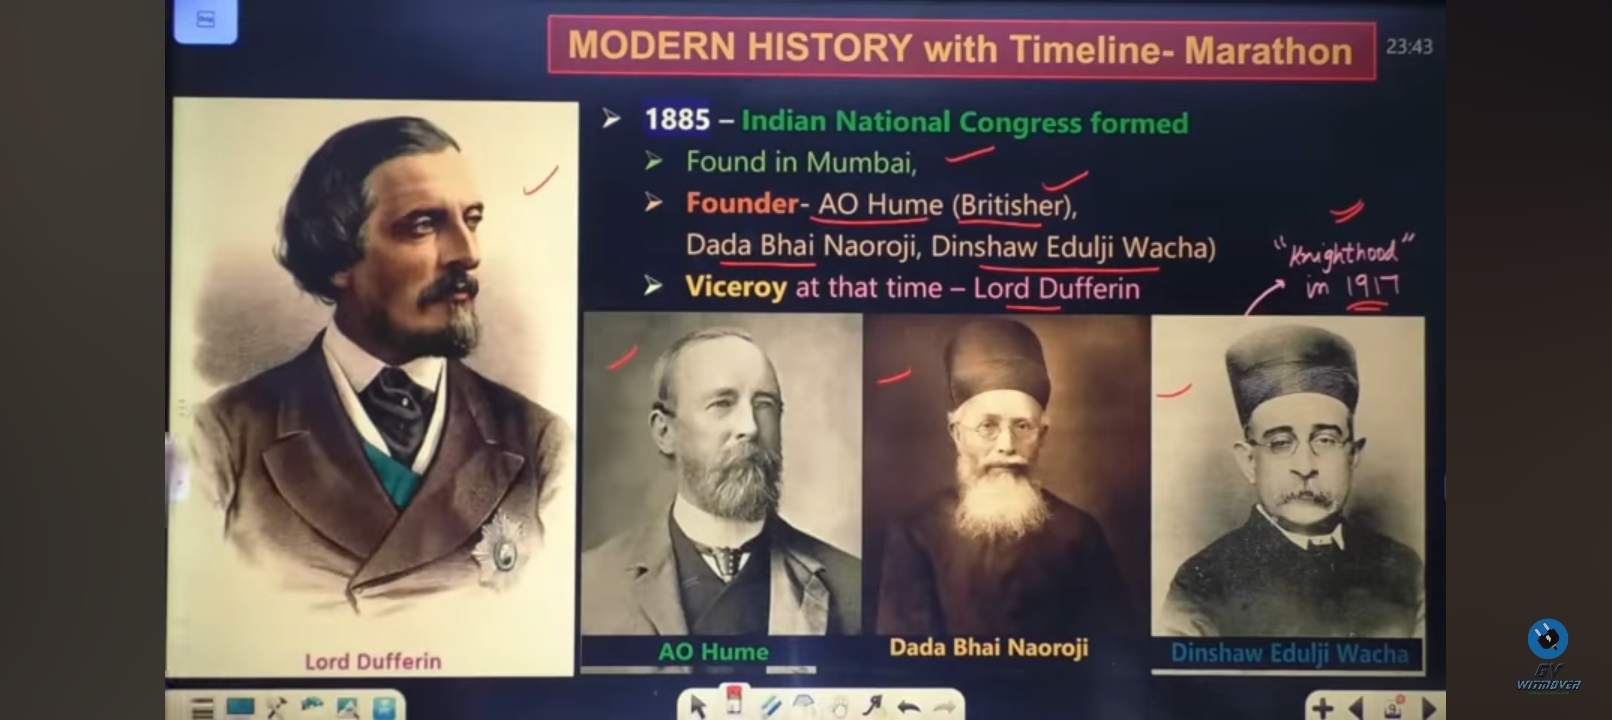 MODERN HISTORY with Timeline- Marathon
23:43
➢ 1885 – Indian National Congress formed
➢ Found in Mumbai,
➢ Founder- AO Hume (Britisher),
Dada Bhai Naoroji, Dinshaw Edulji Wacha)
"Knighthood"
in 1917
➢ Viceroy at that time – Lord Dufferin
Lord Dufferin
AO Hume
Dada Bhai Naoroji
Dinshaw Edulji Wacha
GY
WITMOVER